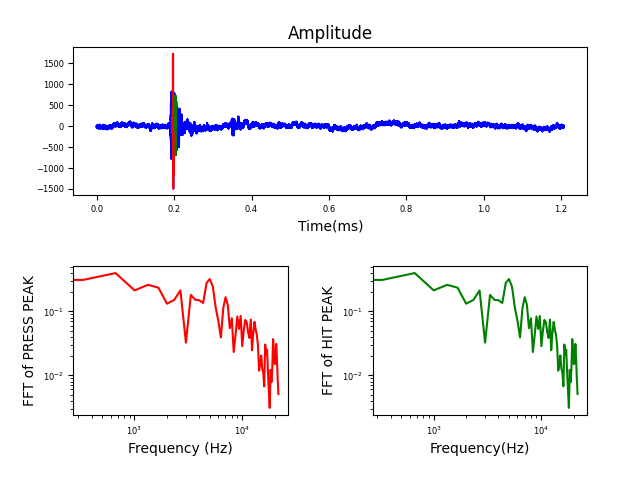 Amplitude
1500
1000
500
0
−500
−1000
−1500
0.0 0.2 0.4 0.6 0.8 1.0 1.2
Time(ms)
FFT of PRESS PEAK
10⁻¹
10⁻²
10³ 10⁴
Frequency (Hz)
FFT of HIT PEAK
10⁻¹
10⁻²
10³ 10⁴
Frequency(Hz)